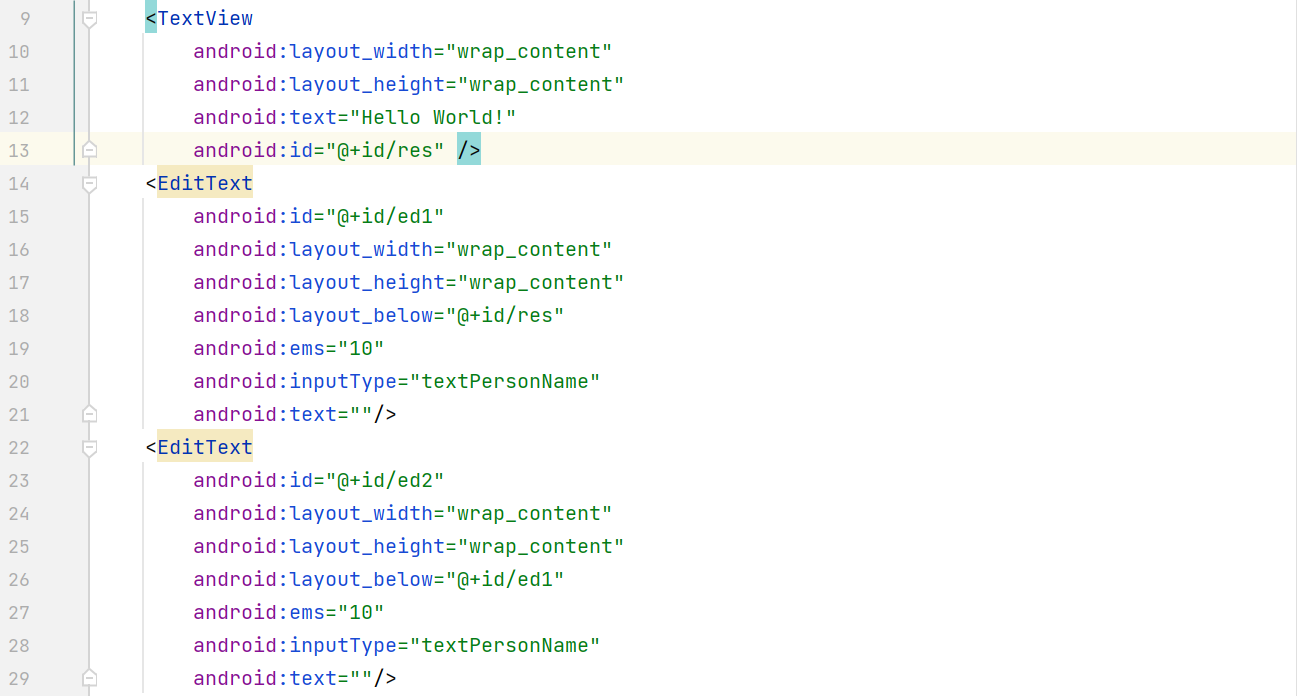 9 <TextView
10 android:layout_width="wrap_content"
11 android:layout_height="wrap_content"
12 android:text="Hello World!"
13 android:id="@+id/res" />
14 <EditText
15 android:id="@+id/ed1"
16 android:layout_width="wrap_content"
17 android:layout_height="wrap_content"
18 android:layout_below="@+id/res"
19 android:ems="10"
20 android:inputType="textPersonName"
21 android:text=""/>
22 <EditText
23 android:id="@+id/ed2"
24 android:layout_width="wrap_content"
25 android:layout_height="wrap_content"
26 android:layout_below="@+id/ed1"
27 android:ems="10"
28 android:inputType="textPersonName"
29 android:text=""/>